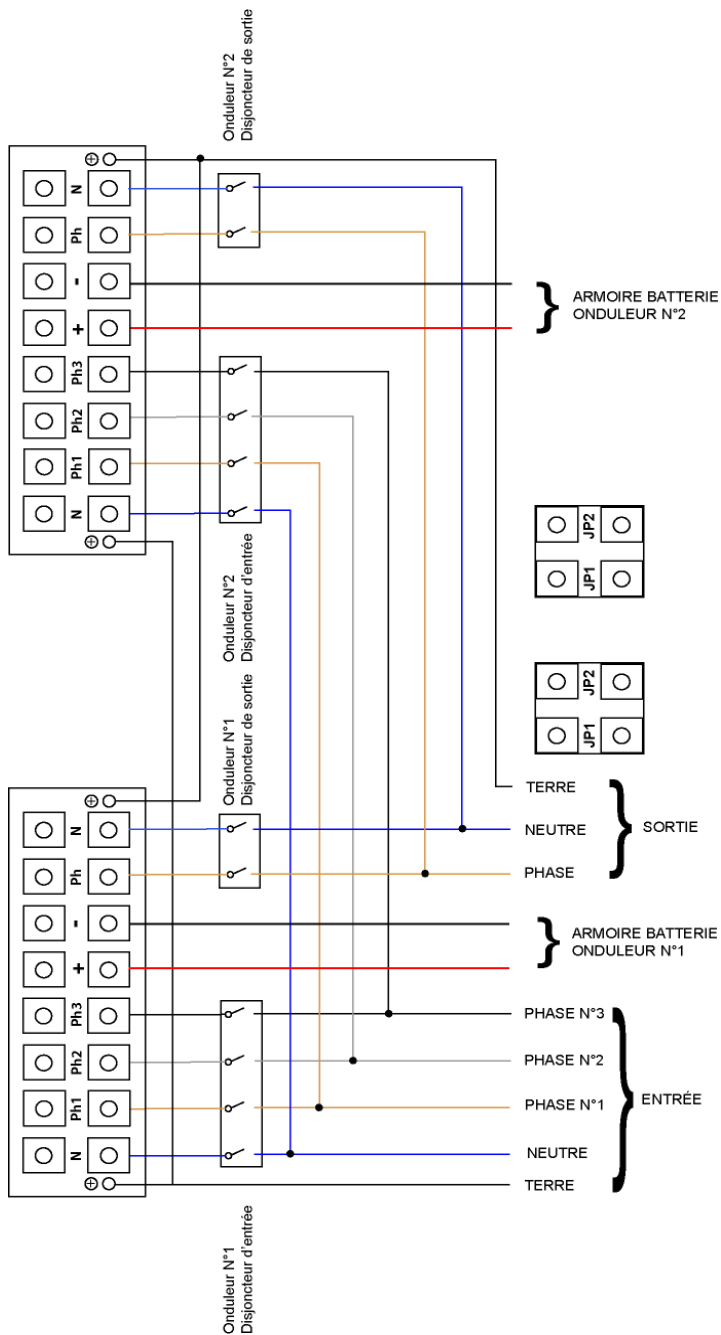 Onduleur N°2
Disjoncteur de sortie
N
Ph
-
+
Ph3
Ph2
Ph1
N
ARMOIRE BATTERIE
ONDULEUR N°2
Onduleur N°2
Disjoncteur d'entrée
JP2
JP1
Onduleur N°1
Disjoncteur de sortie
JP2
JP1
N
Ph
-
+
Ph3
Ph2
Ph1
N
TERRE
NEUTRE
PHASE
SORTIE
ARMOIRE BATTERIE
ONDULEUR N°1
PHASE N°3
PHASE N°2
PHASE N°1
NEUTRE
TERRE
ENTRÉE
Onduleur N°1
Disjoncteur d'entrée